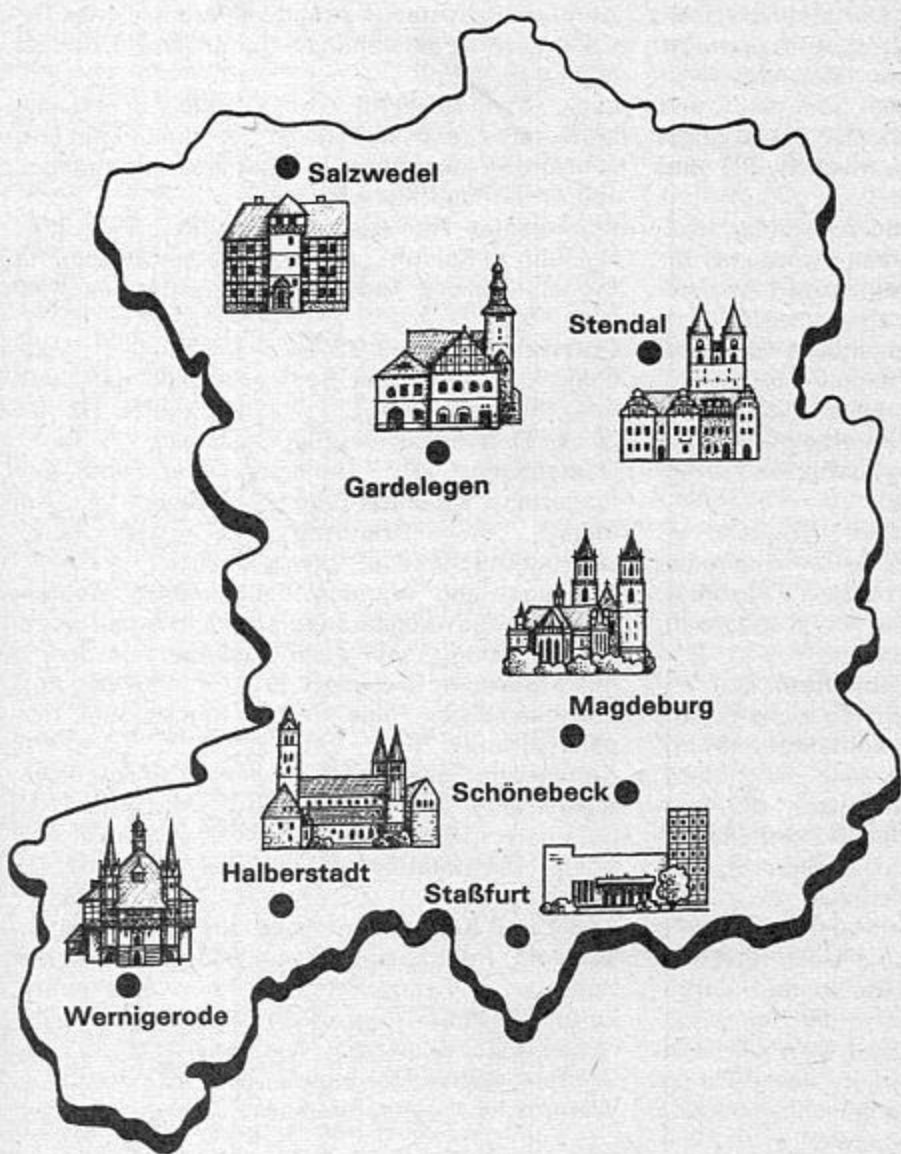 Salzwedel
Stendal
Gardelegen
Magdeburg
Schönebeck
Halberstadt
Staßfurt
Wernigerode